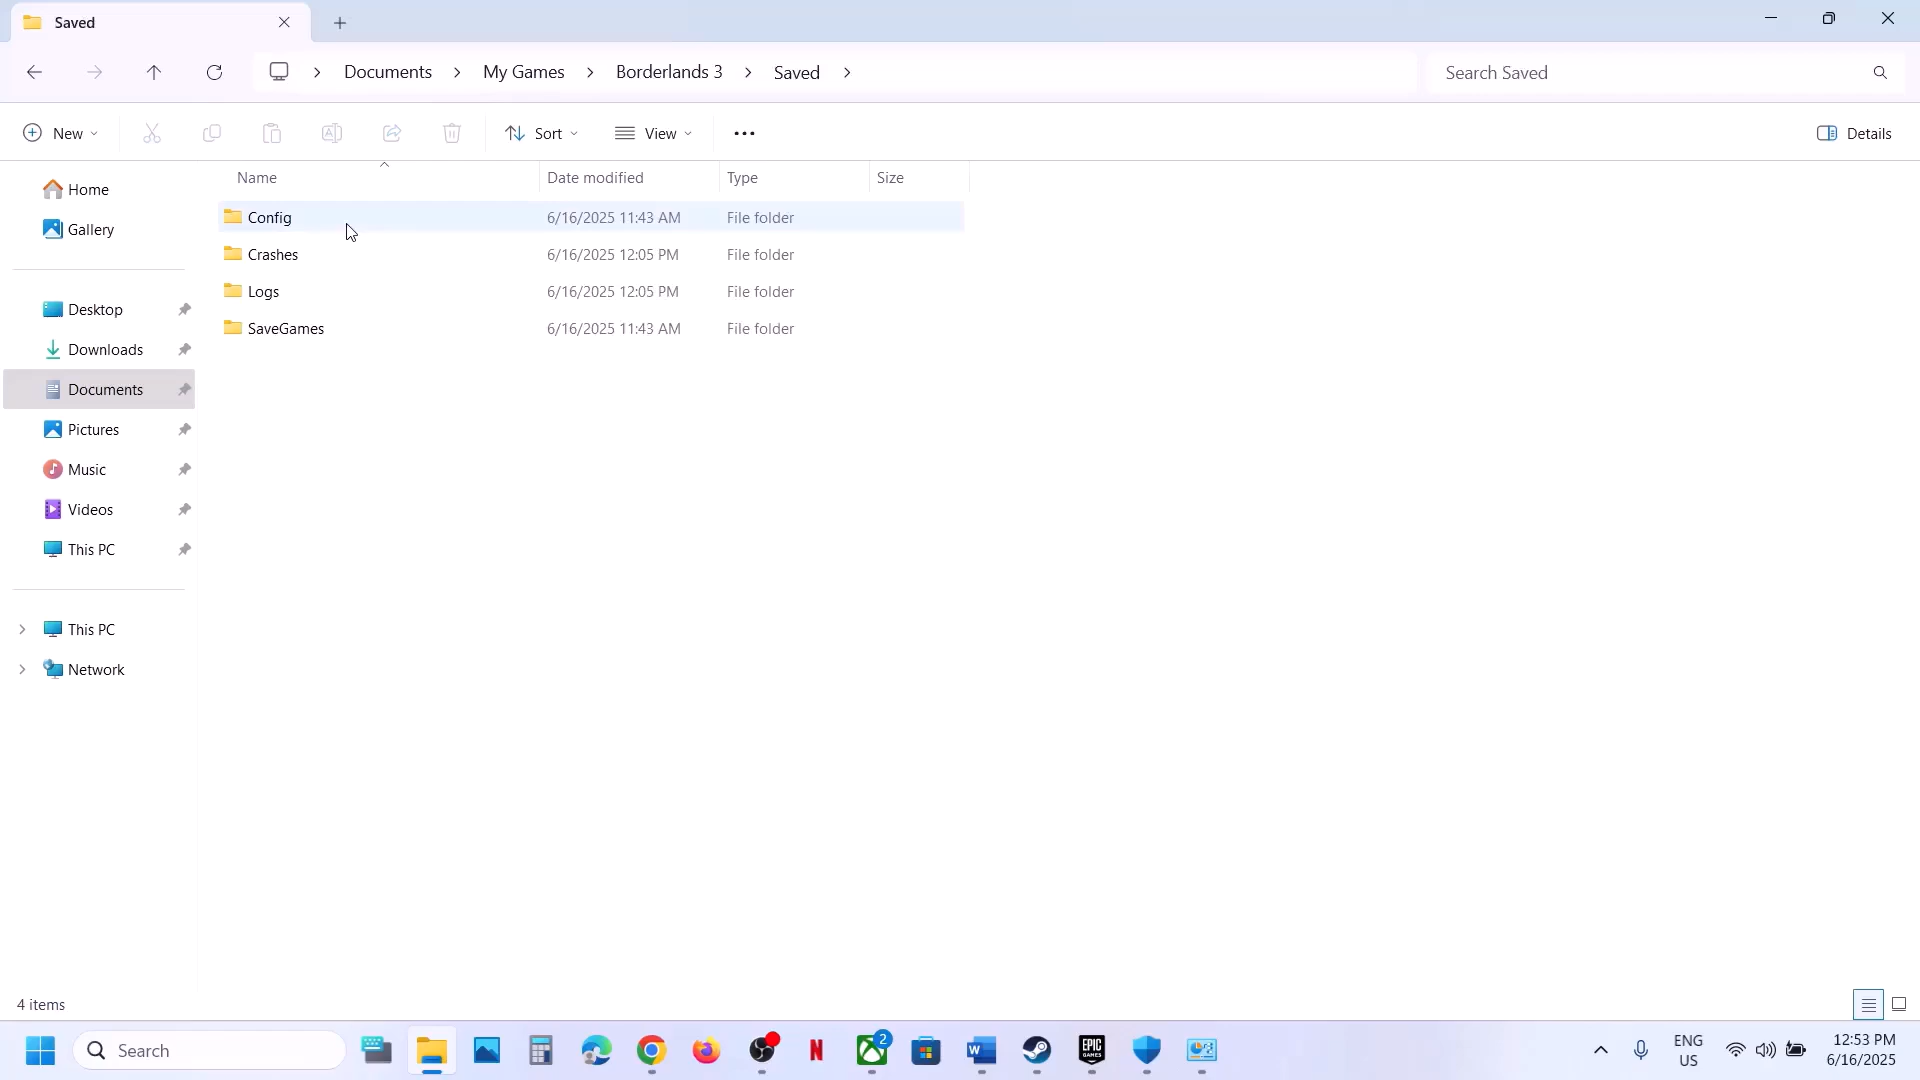 Saved
Documents > My Games > Borderlands 3 > Saved >
Search Saved
New
Sort
View
Details
Name Date modified Type Size
Config 6/16/2025 11:43 AM File folder
Crashes 6/16/2025 12:05 PM File folder
Logs 6/16/2025 12:05 PM File folder
SaveGames 6/16/2025 11:43 AM File folder
Home
Gallery
Desktop
Downloads
Documents
Pictures
Music
Videos
This PC
This PC
Network
4 items
Search
N
2
W
EPIC GAMES
ENG
US
12:53 PM
6/16/2025